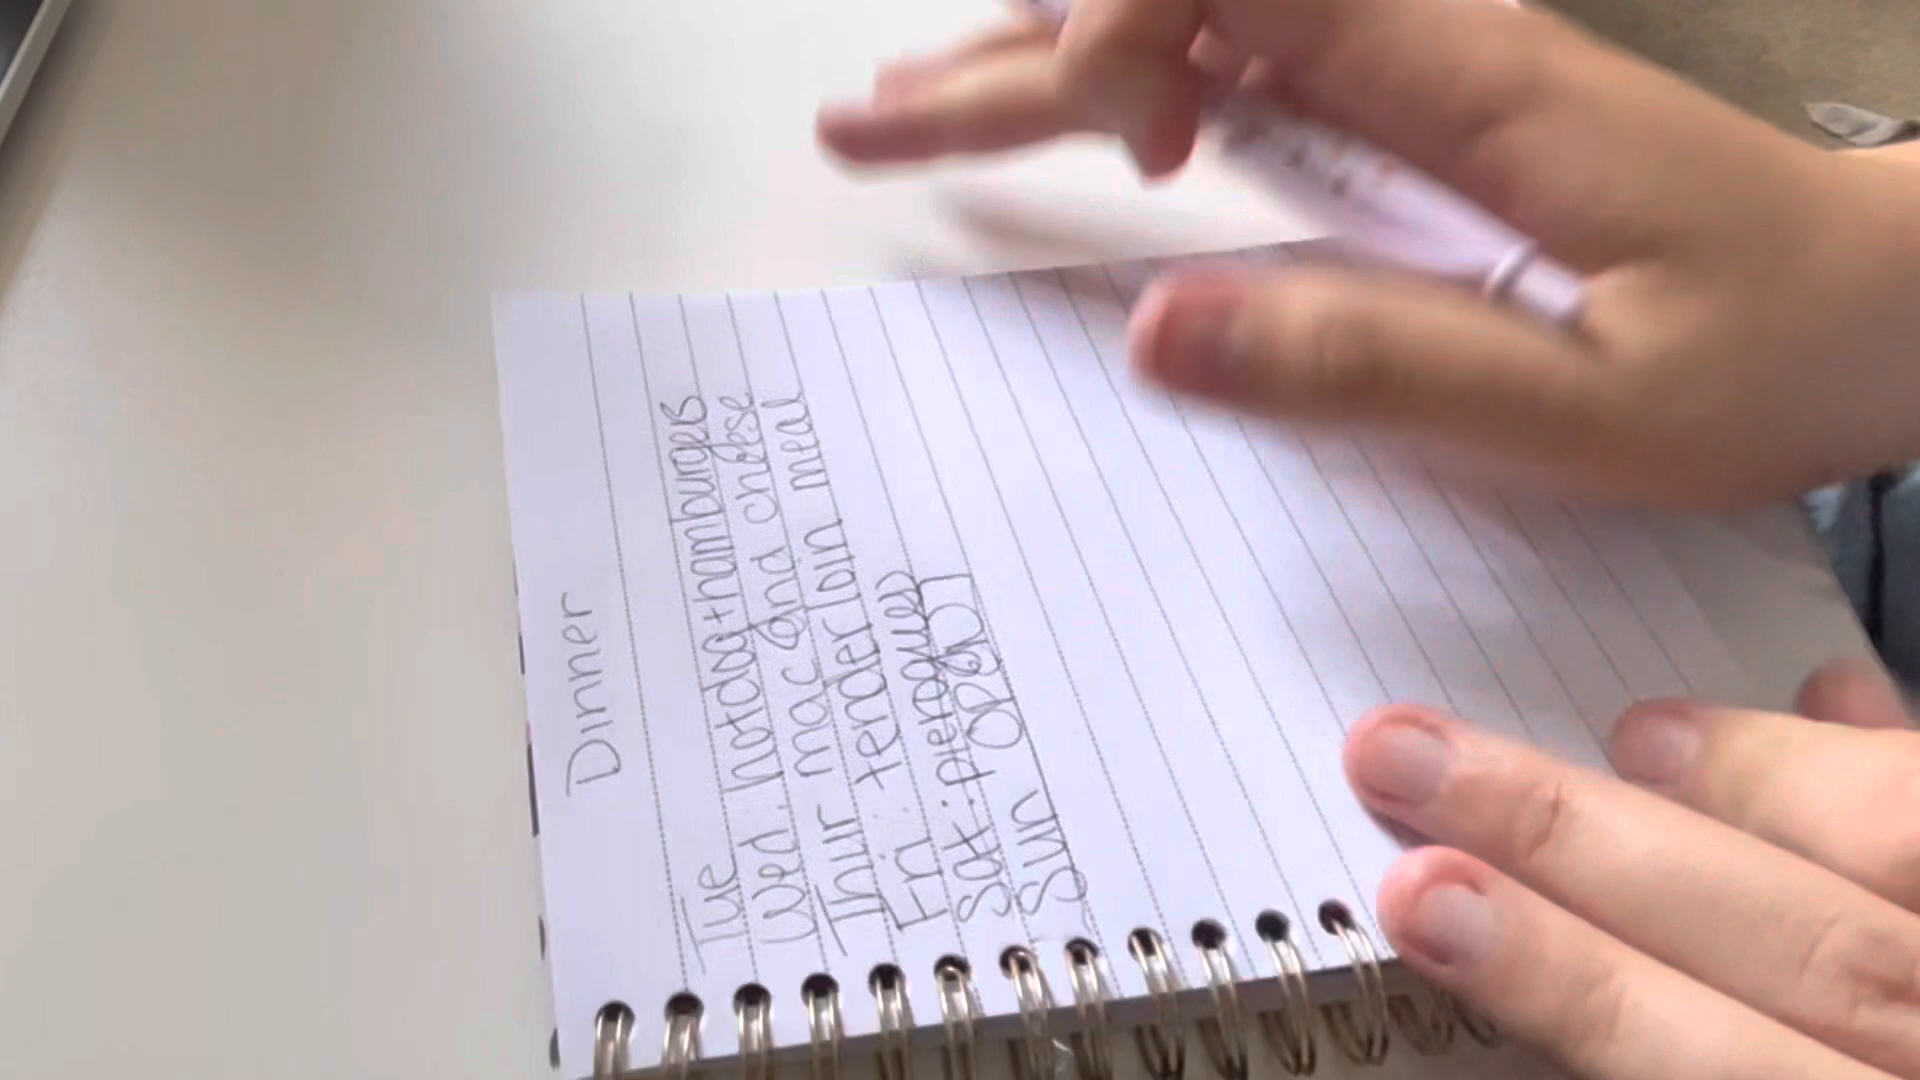 Dinner
Tue
Wed. hotdog + hamburgers
Thur mac and cheese
Fri: tenderloin meal
Sat: pierogies
Sun OPEN